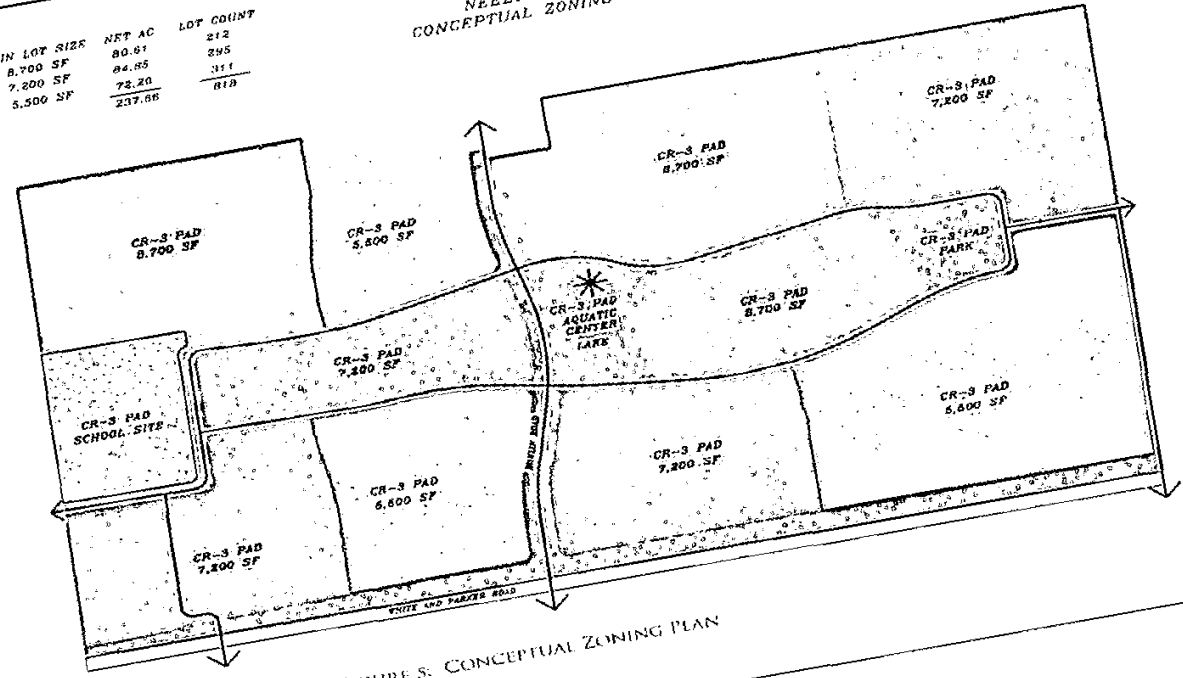 CONCEPTUAL ZONING
IN LOT SIZE NET AC LOT COUNT
8,700 SF 80.61 212
7,200 SF 84.85 295
5,500 SF 72.20 311
237.66 818
CR-3 PAD
7,200 SF
CR-3 PAD
8,700 SF
CR-3 PAD
5,500 SF
CR-3 PAD
8,700 SF
CR-3 PAD
PARK
CR-3 PAD
AQUATIC
CENTER
LAKE
CR-3 PAD
8,700 SF
CR-3 PAD
7,200 SF
CR-3 PAD
5,500 SF
CR-3 PAD
SCHOOL SITE
CR-3 PAD
7,200 SF
CR-3 PAD
5,500 SF
ROAD
CR-3 PAD
7,200 SF
WHITE AND PARKER ROAD
5: CONCEPTUAL ZONING PLAN